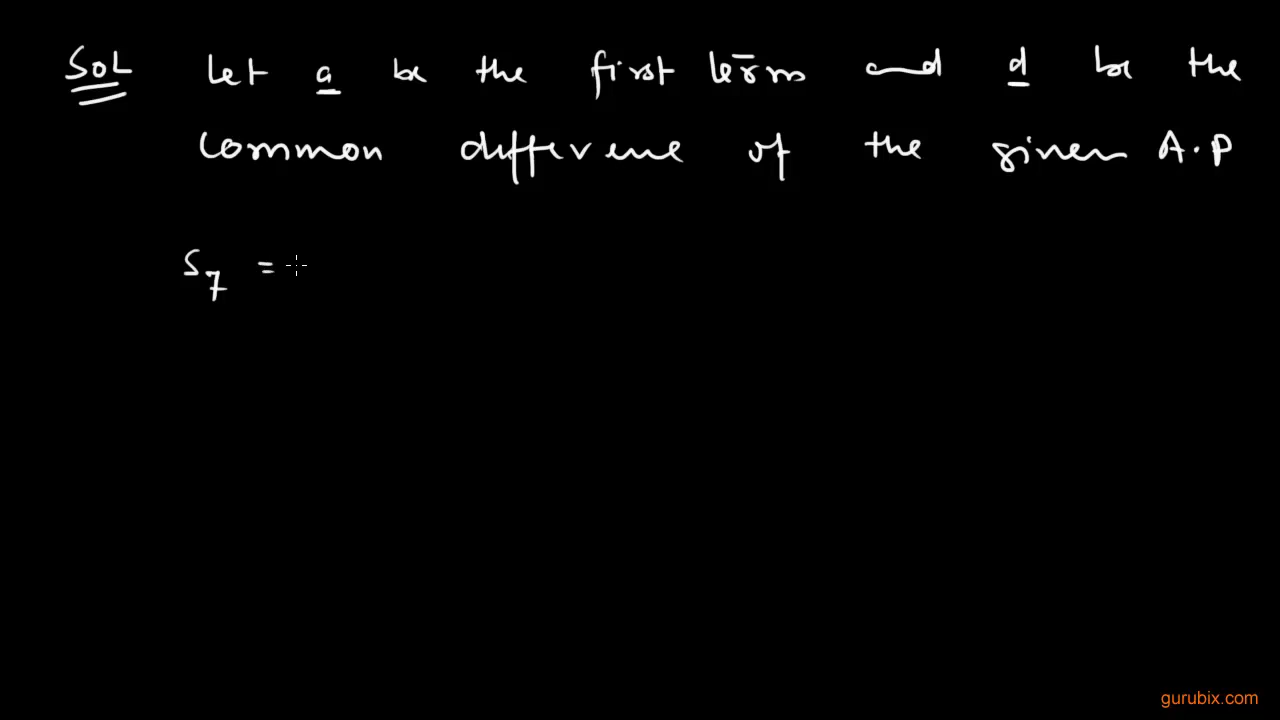 Sol Let a be the first term and d be the
common difference of the given A.P
S7 =
gurubix.com